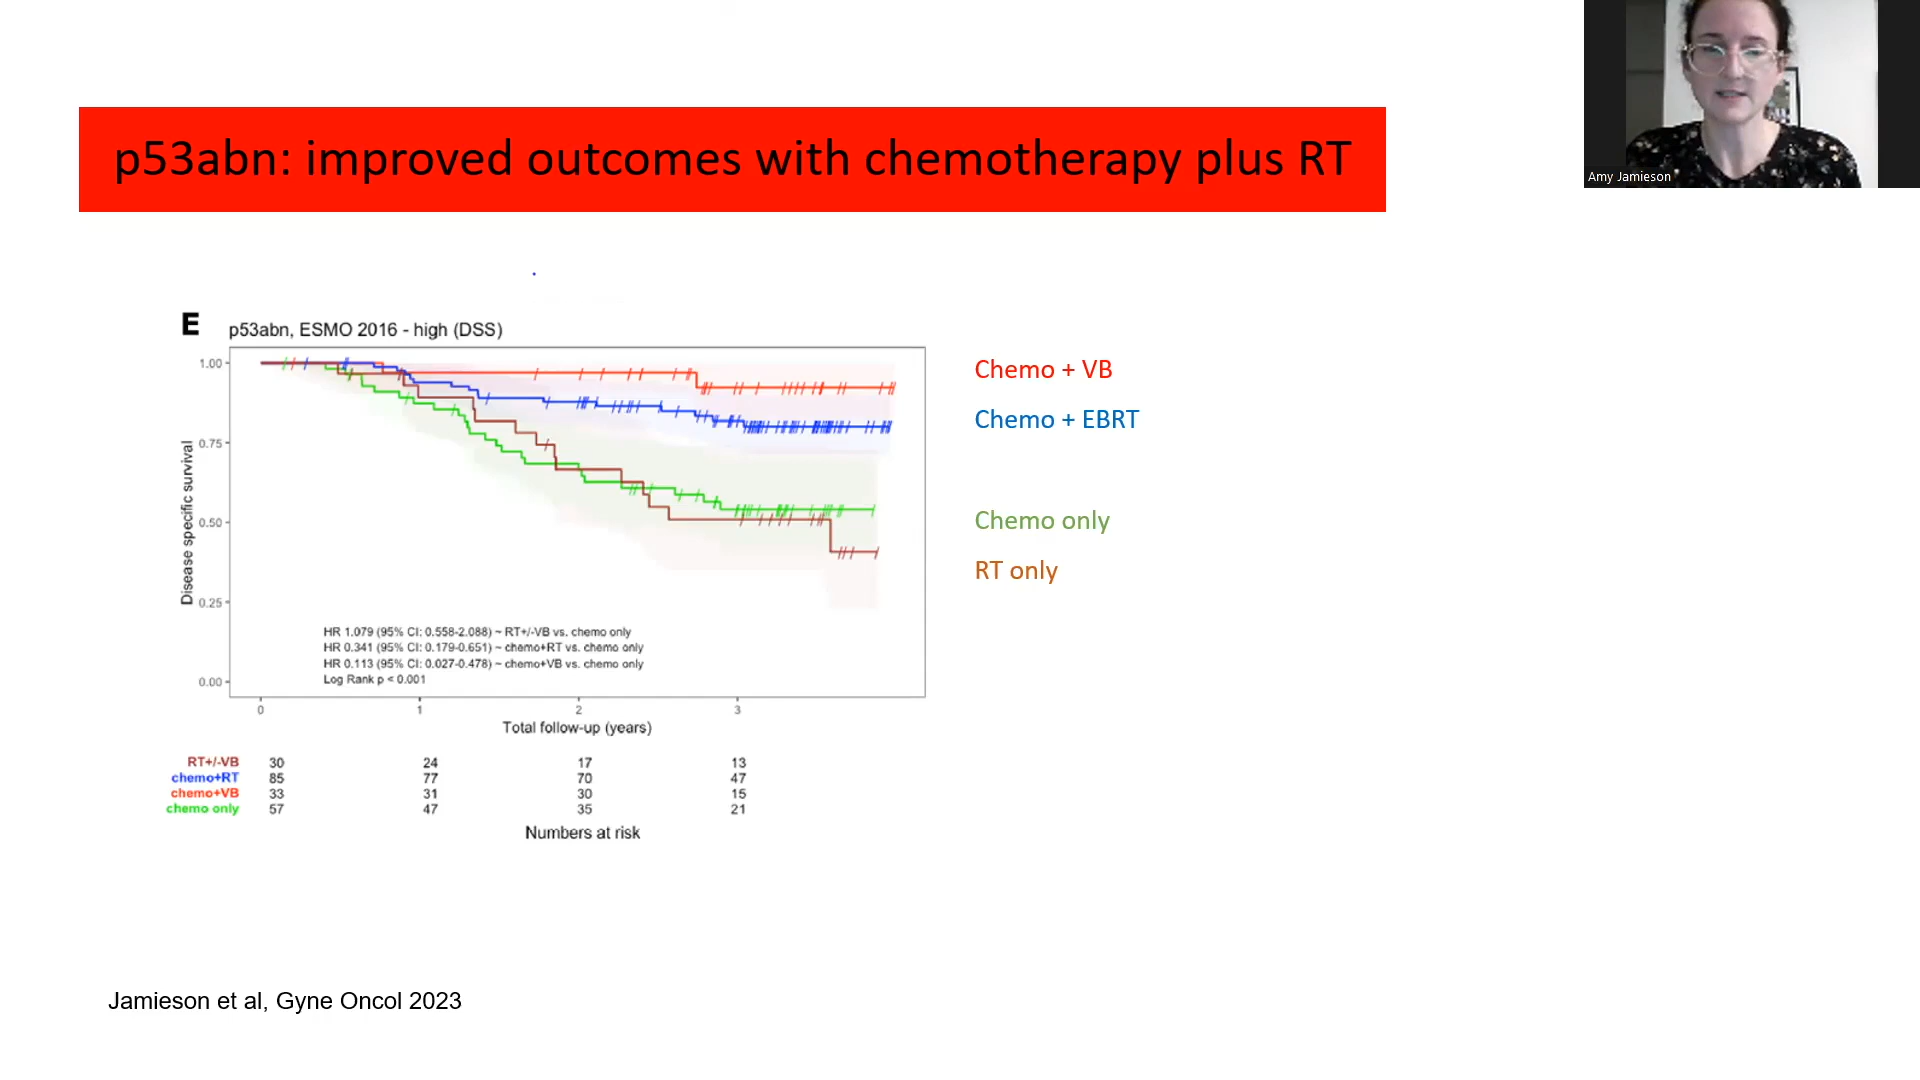 Amy Jamieson
p53abn: improved outcomes with chemotherapy plus RT
E p53abn, ESMO 2016 - high (DSS)
Disease specific survival
1.00
0.75
0.50
0.25
0.00
HR 1.079 (95% CI: 0.558-2.088) ~ RT+/-VB vs. chemo only
HR 0.341 (95% CI: 0.179-0.651) ~ chemo+RT vs. chemo only
HR 0.113 (95% CI: 0.027-0.478) ~ chemo+VB vs. chemo only
Log Rank p < 0.001
0 1 2 3
Total follow-up (years)
RT+/-VB 30 24 17 13
chemo+RT 85 77 70 47
chemo+VB 33 31 30 15
chemo only 57 47 35 21
Numbers at risk
Chemo + VB
Chemo + EBRT
Chemo only
RT only
Jamieson et al, Gyne Oncol 2023